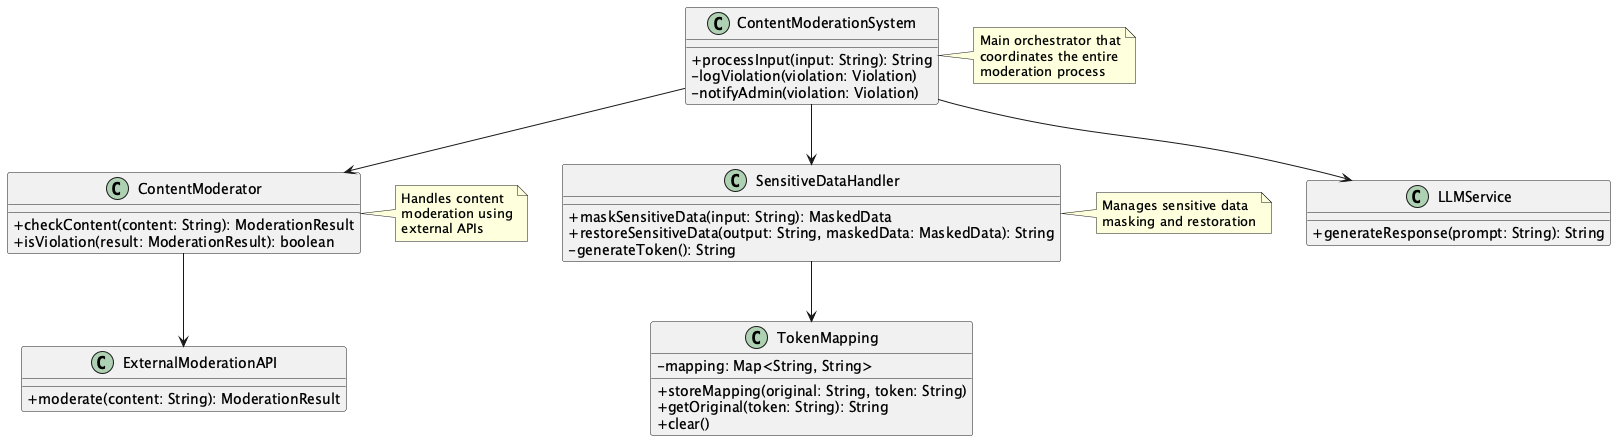 C ContentModerationSystem
+processInput(input: String): String
-logViolation(violation: Violation)
-notifyAdmin(violation: Violation)
Main orchestrator that
coordinates the entire
moderation process
C ContentModerator
+checkContent(content: String): ModerationResult
+isViolation(result: ModerationResult): boolean
Handles content
moderation using
external APIs
C SensitiveDataHandler
+maskSensitiveData(input: String): MaskedData
+restoreSensitiveData(output: String, maskedData: MaskedData): String
-generateToken(): String
Manages sensitive data
masking and restoration
C LLMService
+generateResponse(prompt: String): String
C ExternalModerationAPI
+moderate(content: String): ModerationResult
C TokenMapping
-mapping: Map<String, String>
+storeMapping(original: String, token: String)
+getOriginal(token: String): String
+clear()